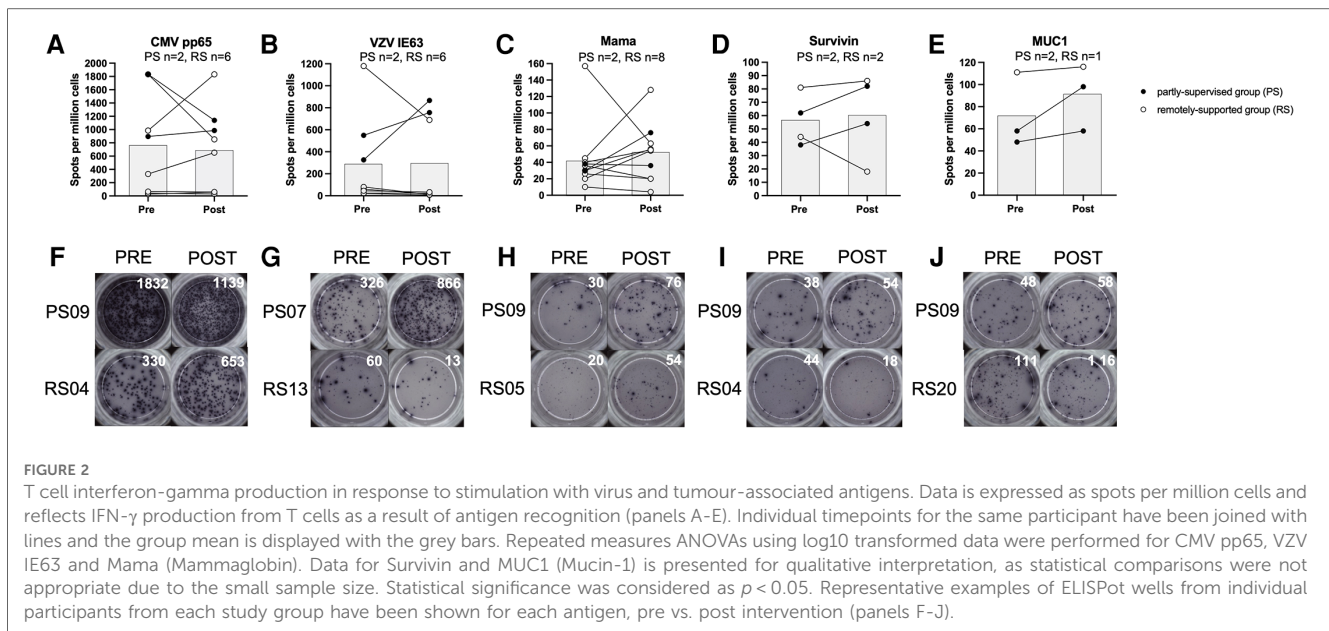 A
CMV pp65
PS n=2, RS n=6
Spots per million cells
2000
1800
1600
1400
1200
1000
800
600
400
200
0
Pre
Post
B
VZV IE63
PS n=2, RS n=6
Spots per million cells
1200
1000
800
600
400
200
0
Pre
Post
C
Mama
PS n=2, RS n=8
Spots per million cells
160
140
120
100
80
60
40
20
0
Pre
Post
D
Survivin
PS n=2, RS n=2
Spots per million cells
100
90
80
70
60
50
40
30
20
10
0
Pre
Post
E
MUC1
PS n=2, RS n=1
Spots per million cells
120
100
80
60
40
20
0
Pre
Post
partly-supervised group (PS)
remotely-supported group (RS)
F
PRE POST
PS09
1832 1139
RS04
330 653
G
PRE POST
PS07
326 866
RS13
60 13
H
PRE POST
PS09
30 76
RS05
20 54
I
PRE POST
PS09
38 54
RS04
44 18
J
PRE POST
PS09
48 58
RS20
111 1 16
FIGURE 2
T cell interferon-gamma production in response to stimulation with virus and tumour-associated antigens. Data is expressed as spots per million cells and
reflects IFN-γ production from T cells as a result of antigen recognition (panels A-E). Individual timepoints for the same participant have been joined with
lines and the group mean is displayed with the grey bars. Repeated measures ANOVAs using log10 transformed data were performed for CMV pp65, VZV
IE63 and Mama (Mammaglobin). Data for Survivin and MUC1 (Mucin-1) is presented for qualitative interpretation, as statistical comparisons were not
appropriate due to the small sample size. Statistical significance was considered as p < 0.05. Representative examples of ELISPot wells from individual
participants from each study group have been shown for each antigen, pre vs. post intervention (panels F-J).